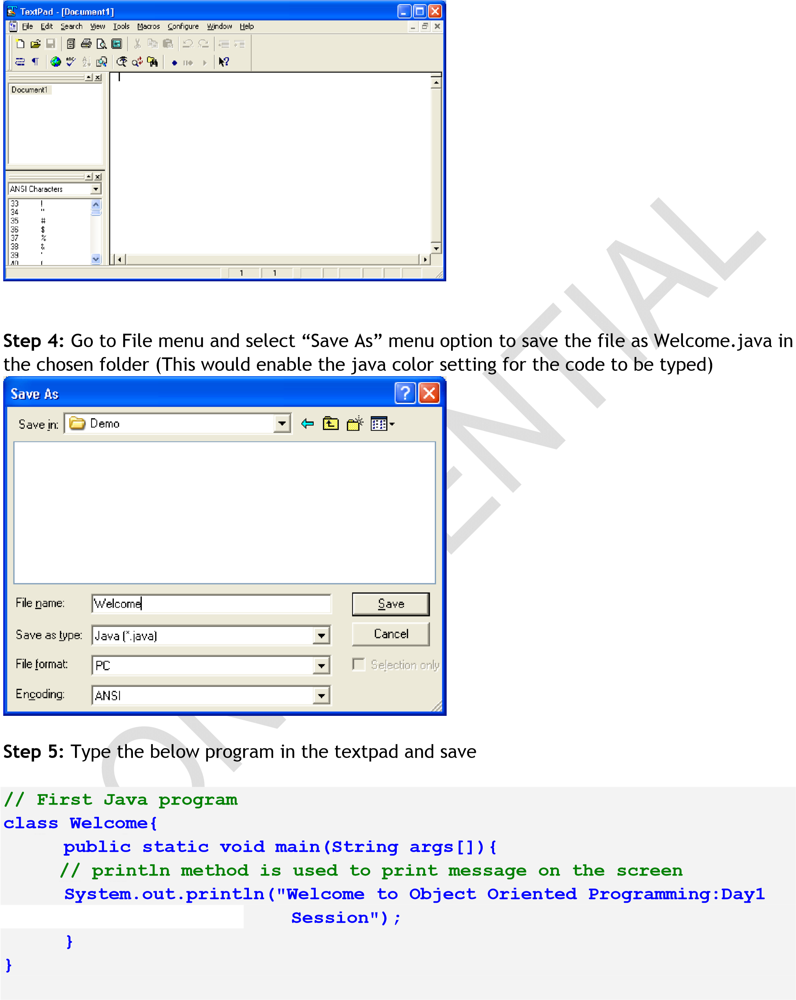 TextPad - [Document1]
File Edit Search View Tools Macros Configure Window Help
Document1
ANSI Characters
33 !
34 "
35 #
36 $
37 %
38 &
39 '
40 (
1 1
Step 4: Go to File menu and select “Save As” menu option to save the file as Welcome.java in
the chosen folder (This would enable the java color setting for the code to be typed)
Save As
Save in: Demo
File name: Welcome Save
Save as type: Java (*.java) Cancel
File format: PC Selection only
Encoding: ANSI
Step 5: Type the below program in the textpad and save
// First Java program
class Welcome{
public static void main(String args[]){
// println method is used to print message on the screen
System.out.println("Welcome to Object Oriented Programming:Day1
Session");
}
}